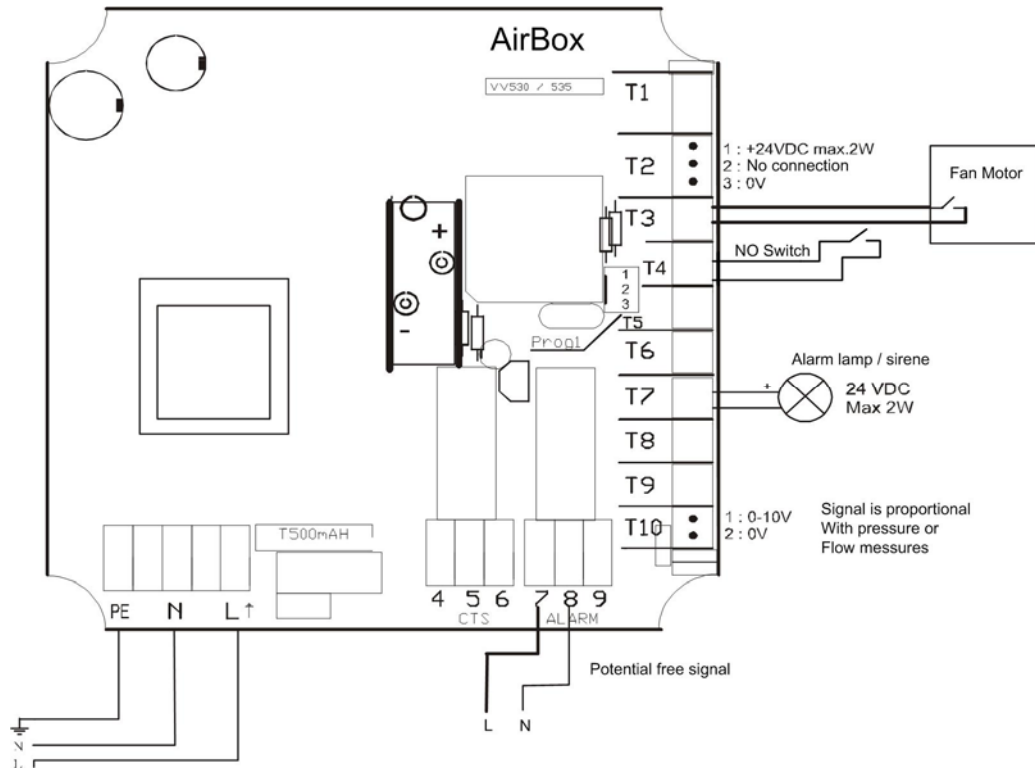 AirBox
VV530 / 535
T1
T2
1 : +24VDC max.2W
2 : No connection
3 : 0V
Fan Motor
T3
NO Switch
T4
1
2
3
T5
Prog1
T6
+
-
Alarm lamp / sirene
T7
+
24 VDC
Max 2W
T8
T9
T10
1 : 0-10V
2 : 0V
Signal is proportional
With pressure or
Flow messures
T500mAH
PE N L ↑
4 5 6
CTS
7 8 9
ALARM
Potential free signal
L N
N
L